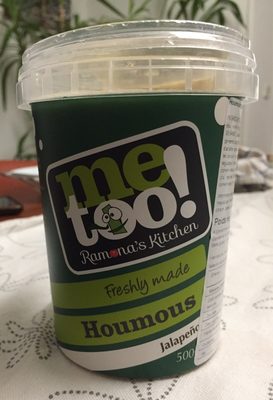 me
too!
Ramona's Kitchen
Freshly made
Houmous
Jalapeño
500